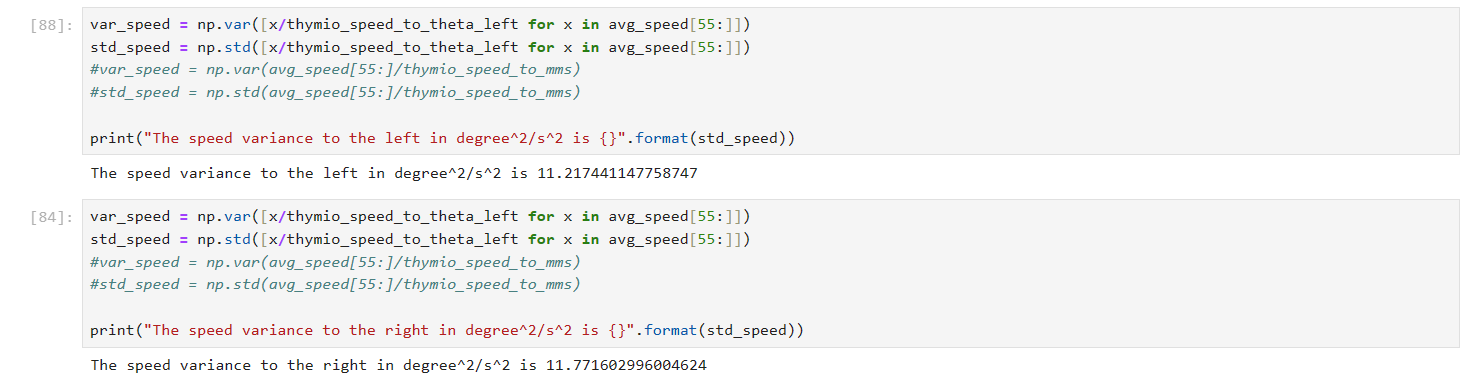 [88]:
var_speed = np.var([x/thymio_speed_to_theta_left for x in avg_speed[55:]])
std_speed = np.std([x/thymio_speed_to_theta_left for x in avg_speed[55:]])
#var_speed = np.var(avg_speed[55:]/thymio_speed_to_mms)
#std_speed = np.std(avg_speed[55:]/thymio_speed_to_mms)
print("The speed variance to the left in degree^2/s^2 is {}".format(std_speed))
The speed variance to the left in degree^2/s^2 is 11.217441147758747
[84]:
var_speed = np.var([x/thymio_speed_to_theta_left for x in avg_speed[55:]])
std_speed = np.std([x/thymio_speed_to_theta_left for x in avg_speed[55:]])
#var_speed = np.var(avg_speed[55:]/thymio_speed_to_mms)
#std_speed = np.std(avg_speed[55:]/thymio_speed_to_mms)
print("The speed variance to the right in degree^2/s^2 is {}".format(std_speed))
The speed variance to the right in degree^2/s^2 is 11.771602996004624